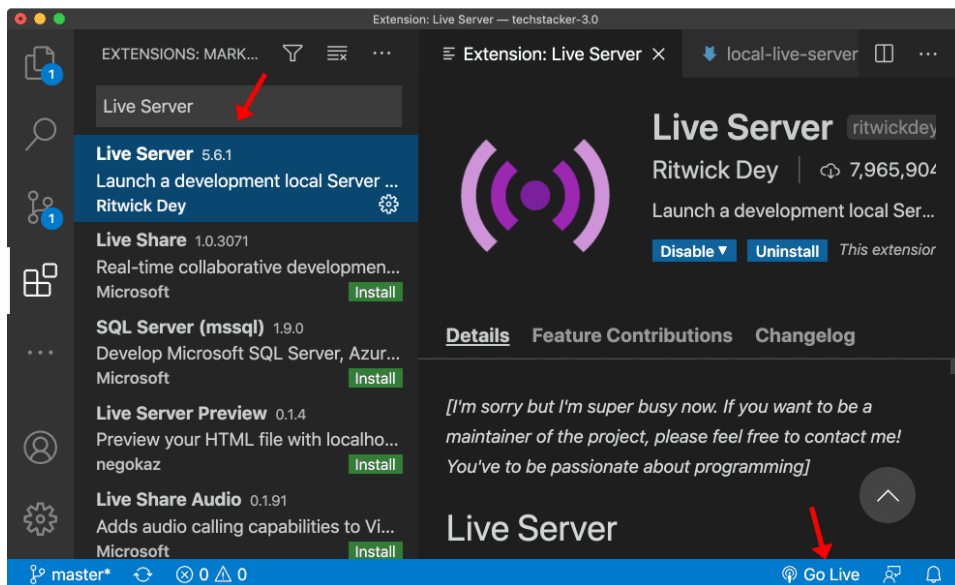 Extension: Live Server — techstacker-3.0
EXTENSIONS: MARK...
Live Server
Live Server 5.6.1
Launch a development local Server ...
Ritwick Dey
Live Share 1.0.3071
Real-time collaborative developmen...
Microsoft Install
SQL Server (mssql) 1.9.0
Develop Microsoft SQL Server, Azur...
Microsoft Install
Live Server Preview 0.1.4
Preview your HTML file with localho...
negokaz Install
Live Share Audio 0.1.91
Adds audio calling capabilities to Vi...
Microsoft Install
1
1
Extension: Live Server
local-live-server
Live Server ritwickdey
Ritwick Dey 7,965,904
Launch a development local Ser...
Disable Uninstall This extension
Details Feature Contributions Changelog
[I'm sorry but I'm super busy now. If you want to be a
maintainer of the project, please feel free to contact me!
You've to be passionate about programming]
Live Server
master* 0 0 Go Live